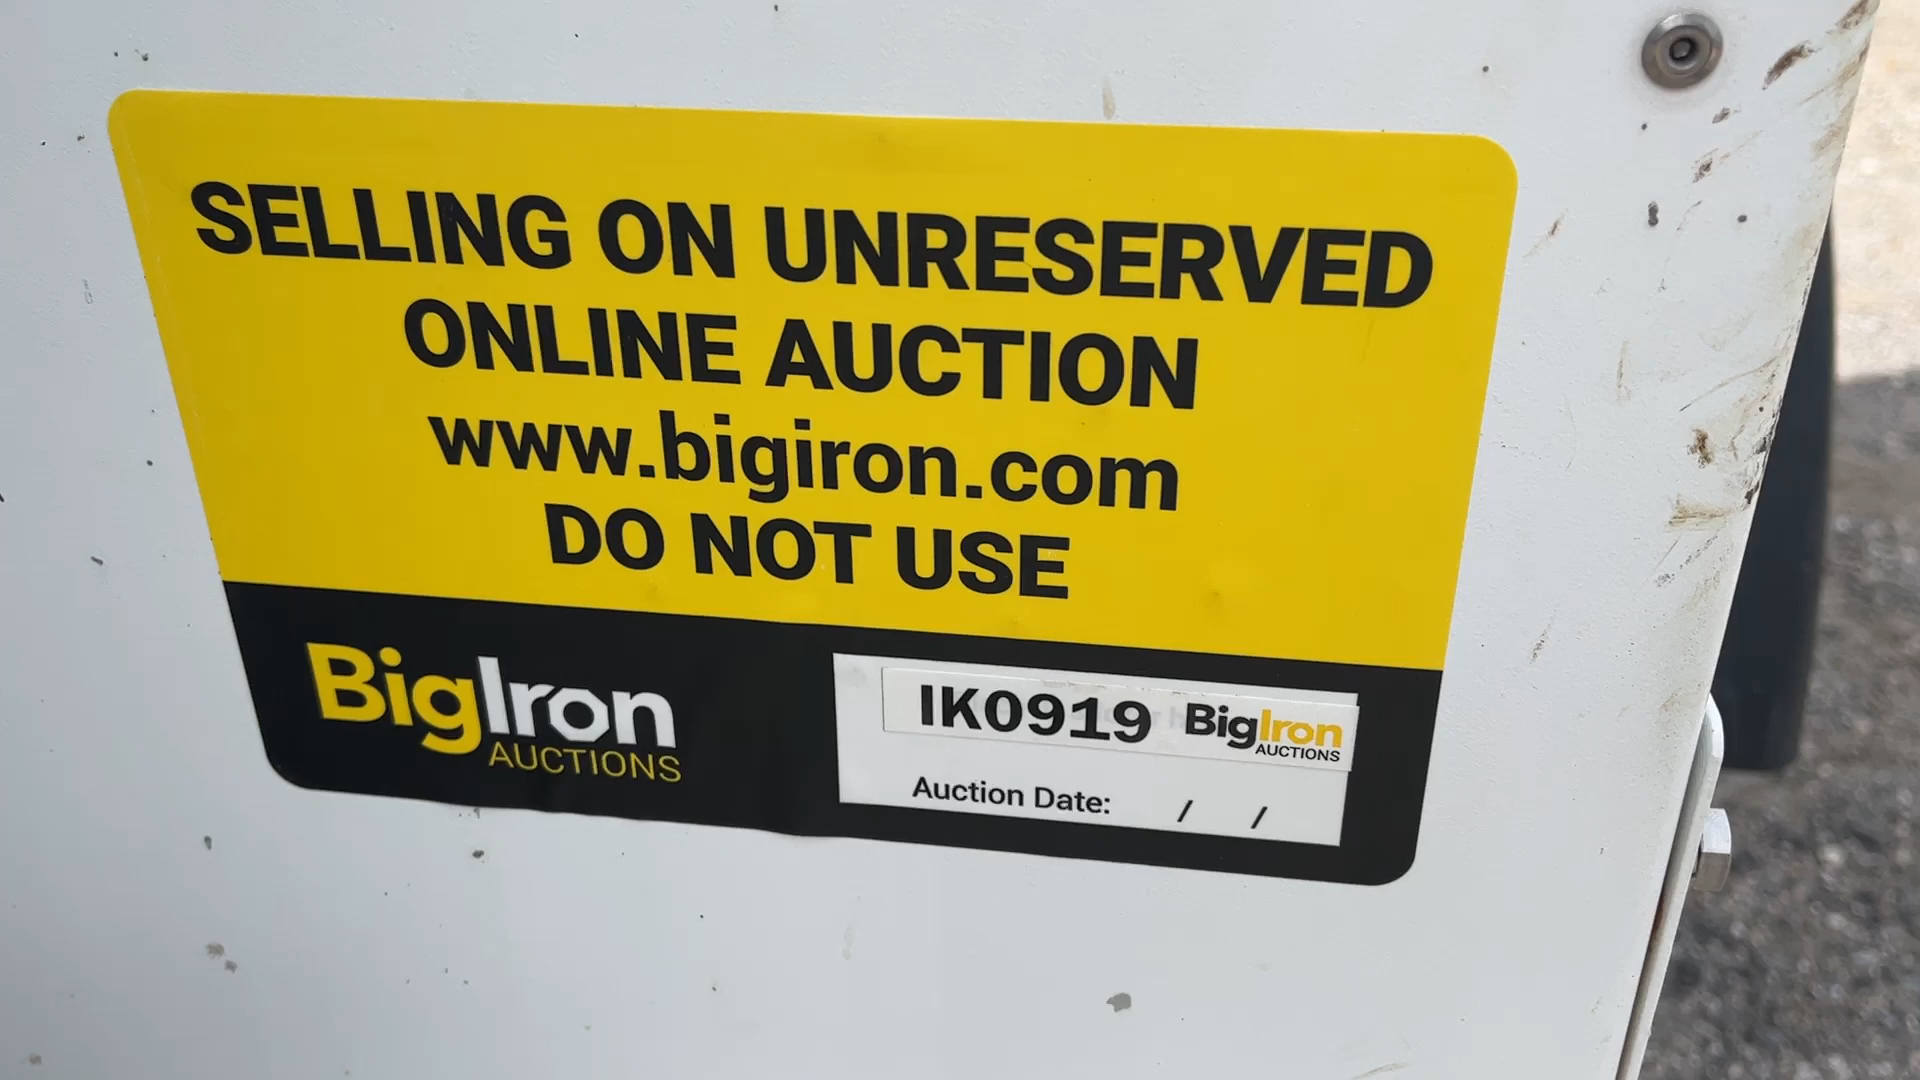 SELLING ON UNRESERVED
ONLINE AUCTION
www.bigiron.com
DO NOT USE
BigIron
AUCTIONS
IK0919 BigIron
AUCTIONS
Auction Date: / /